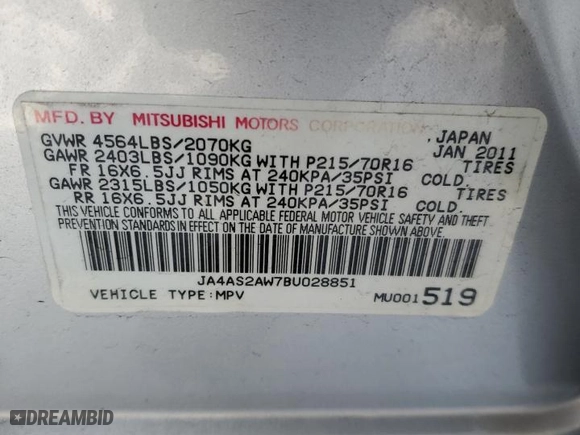 MFD. BY MITSUBISHI MOTORS CORPORATION JAPAN
GVWR 4564LBS/2070KG JAN 2011
GAWR 2403LBS/1090KG WITH P215/70R16 TIRES
FR 16X6.5JJ RIMS AT 240KPA/35PSI COLD.
GAWR 2315LBS/1050KG WITH P215/70R16 TIRES
RR 16X6.5JJ RIMS AT 240KPA/35PSI COLD.
THIS VEHICLE CONFORMS TO ALL APPLICABLE FEDERAL MOTOR VEHICLE SAFETY AND THEFT
PREVENTION STANDARDS IN EFFECT ON THE DATE OF MANUFACTURE SHOWN ABOVE.
JA4AS2AW7BU028851
VEHICLE TYPE:MPV MU001519
DREAMBID